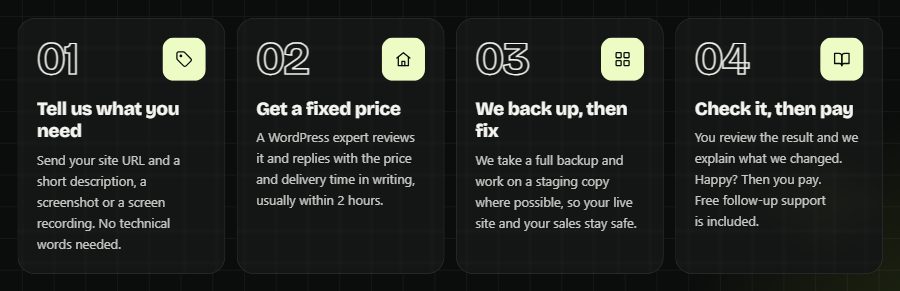 01
Tell us what you
need
Send your site URL and a
short description, a
screenshot or a screen
recording. No technical
words needed.
02
Get a fixed price
A WordPress expert reviews
it and replies with the price
and delivery time in writing,
usually within 2 hours.
03
We back up, then
fix
We take a full backup and
work on a staging copy
where possible, so your live
site and your sales stay safe.
04
Check it, then pay
You review the result and we
explain what we changed.
Happy? Then you pay.
Free follow-up support
is included.